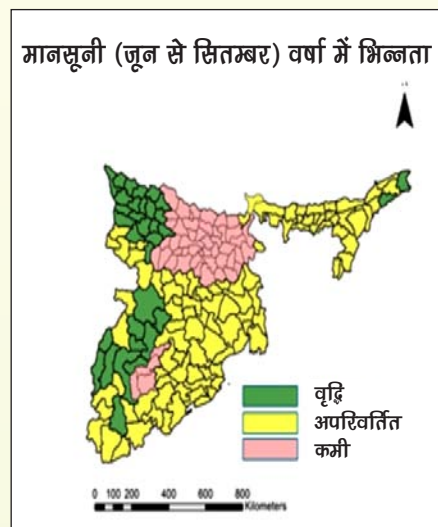 मानसूनी (जून से सितम्बर) वर्षा में भिन्नता
N
वृद्धि
अपरिवर्तित
कमी
0 100 200 400 600 800
Kilometers